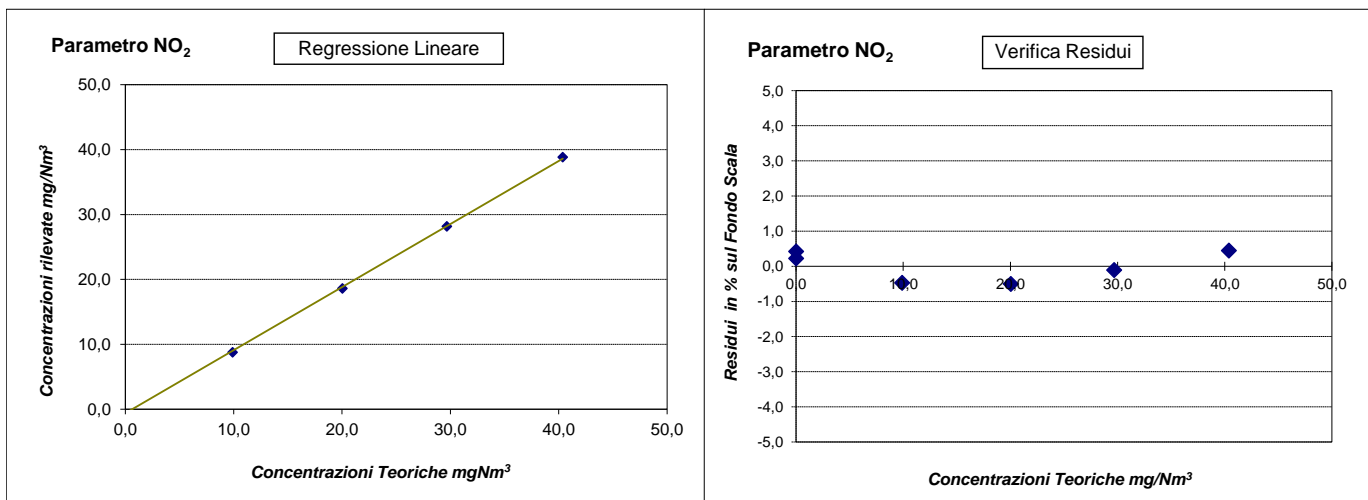 Parametro NO₂
Regressione Lineare
Concentrazioni rilevate mg/Nm³
50,0
40,0
30,0
20,0
10,0
0,0
0,0 10,0 20,0 30,0 40,0 50,0
Concentrazioni Teoriche mgNm³
Parametro NO₂
Verifica Residui
Residui in % sul Fondo Scala
5,0
4,0
3,0
2,0
1,0
0,0
-1,0
-2,0
-3,0
-4,0
-5,0
0,0 10,0 20,0 30,0 40,0 50,0
Concentrazioni Teoriche mg/Nm³